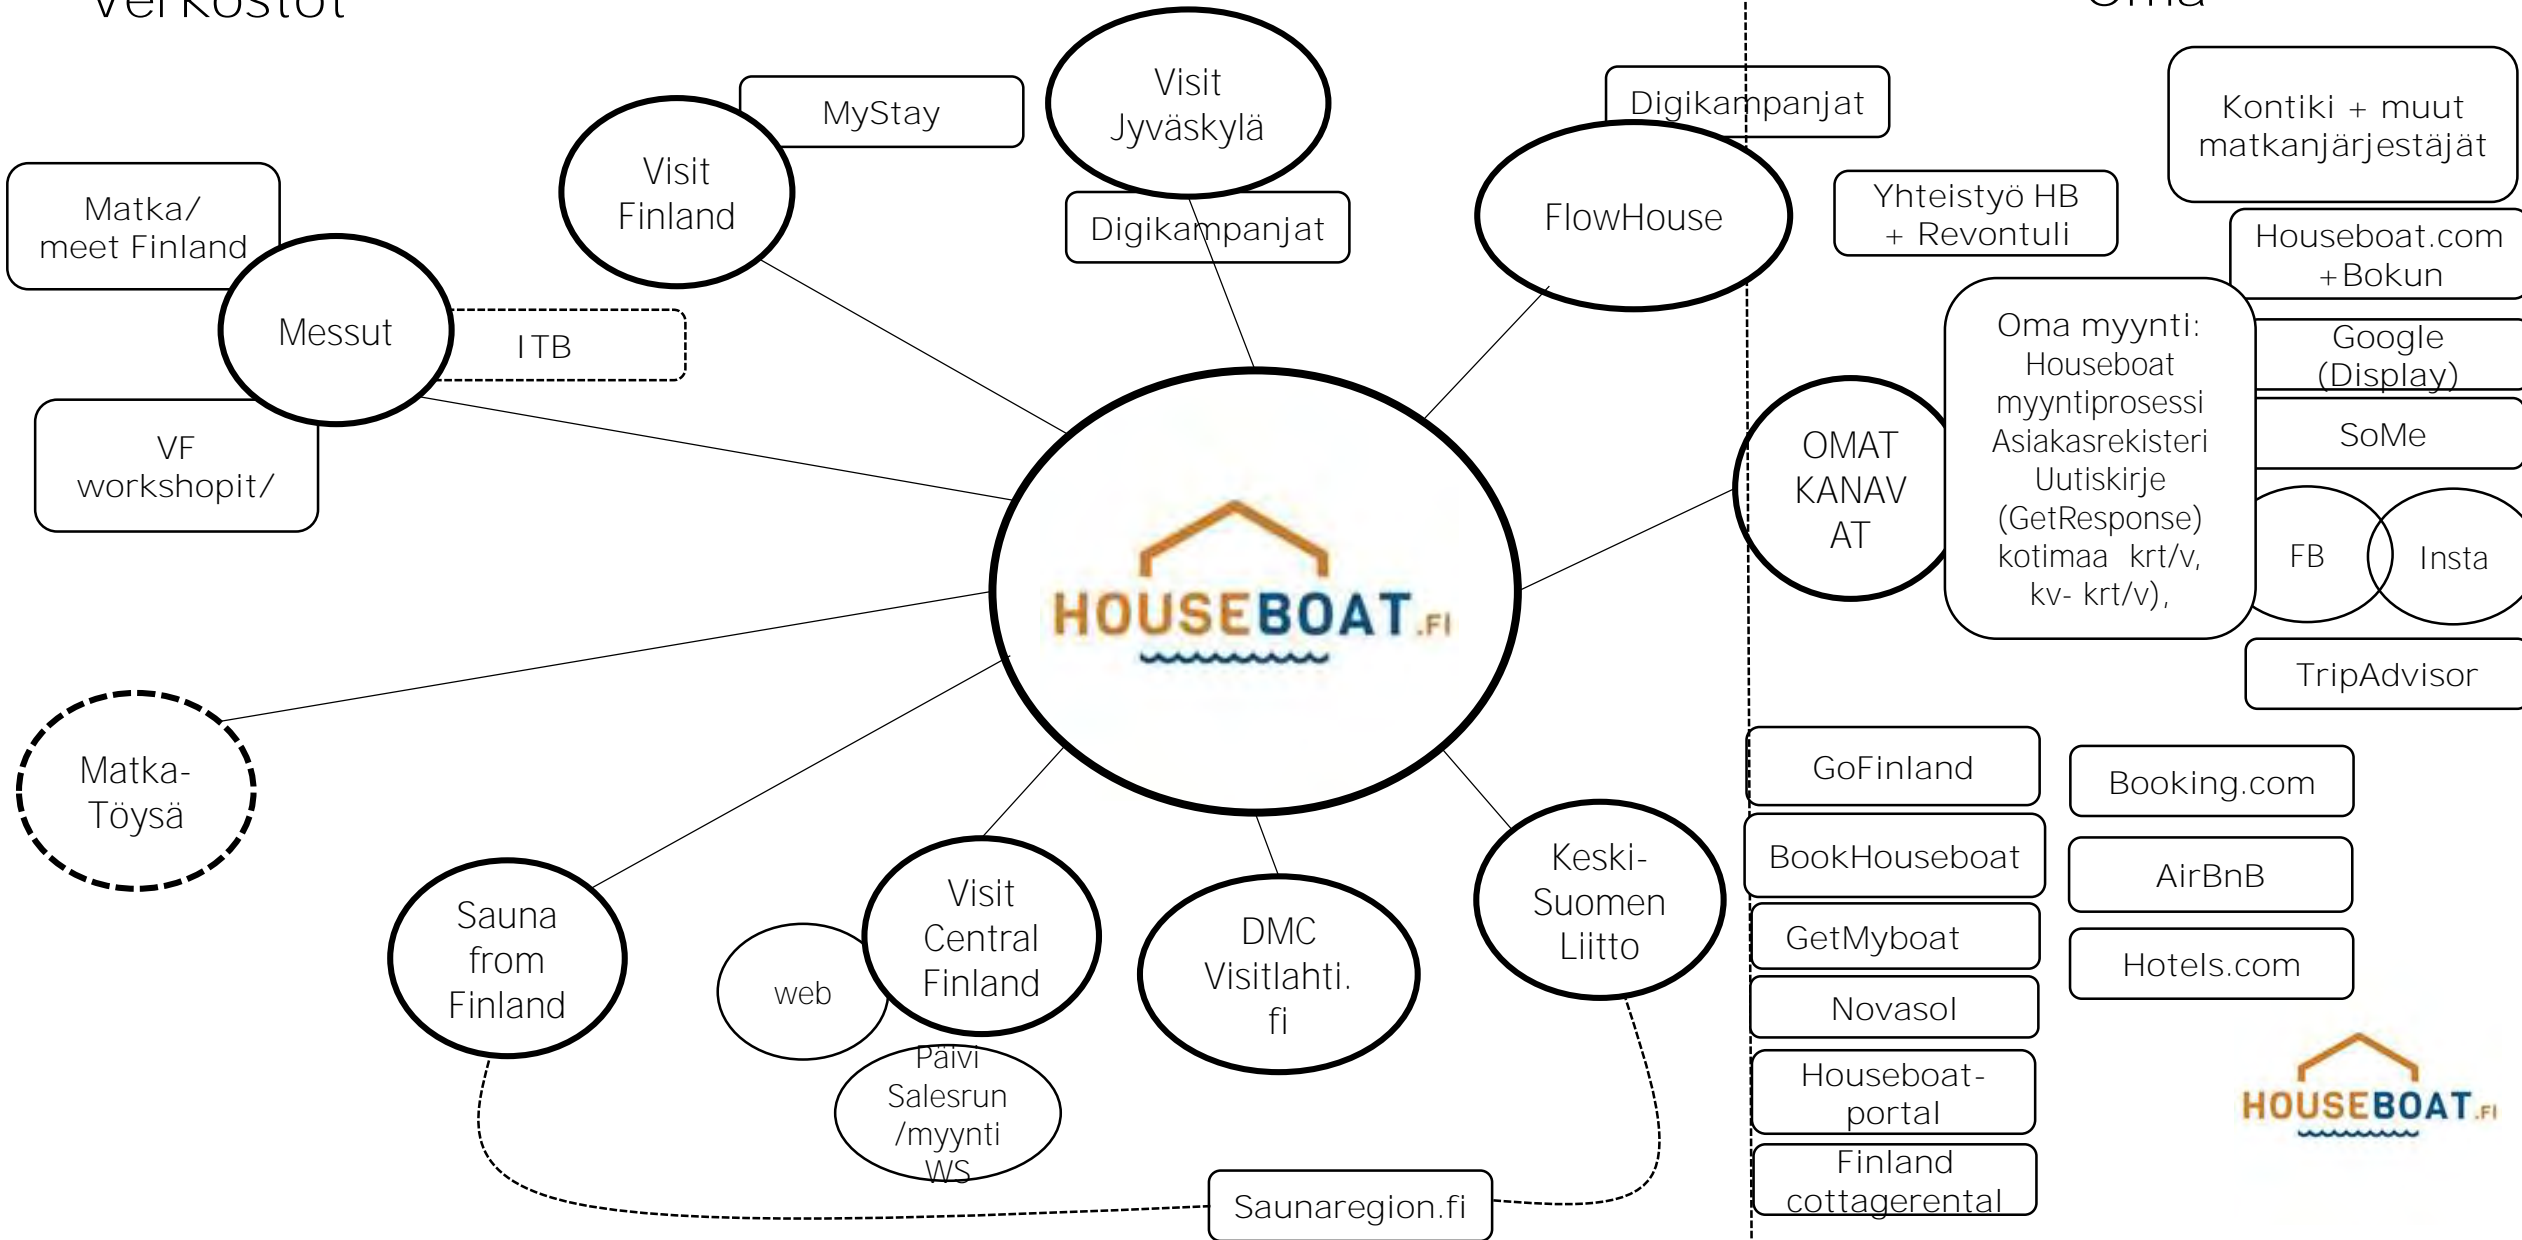 Verkostot
Oma
Visit
Jyväskylä
Digikampanjat
MyStay
Visit
Finland
Digikampanjat
FlowHouse
Matka/
meet Finland
Messut
ITB
VF
workshopit/
Kontiki + muut
matkanjärjestäjät
Yhteistyö HB
+ Revontuli
Houseboat.com
+Bokun
Google
(Display)
SoMe
FB
Insta
TripAdvisor
OMAT
KANAV
AT
Oma myynti:
Houseboat
myyntiprosessi
Asiakasrekisteri
Uutiskirje
(GetResponse)
kotimaa krt/v,
kv- krt/v),
HOUSEBOAT.FI
Matka-
Töysä
Sauna
from
Finland
web
Visit
Central
Finland
Päivi
Salesrun
/myynti
WS
DMC
Visitlahti.
fi
Keski-
Suomen
Liitto
Saunaregion.fi
GoFinland
BookHouseboat
GetMyboat
Novasol
Houseboat-
portal
Finland
cottagerental
Booking.com
AirBnB
Hotels.com
HOUSEBOAT.FI